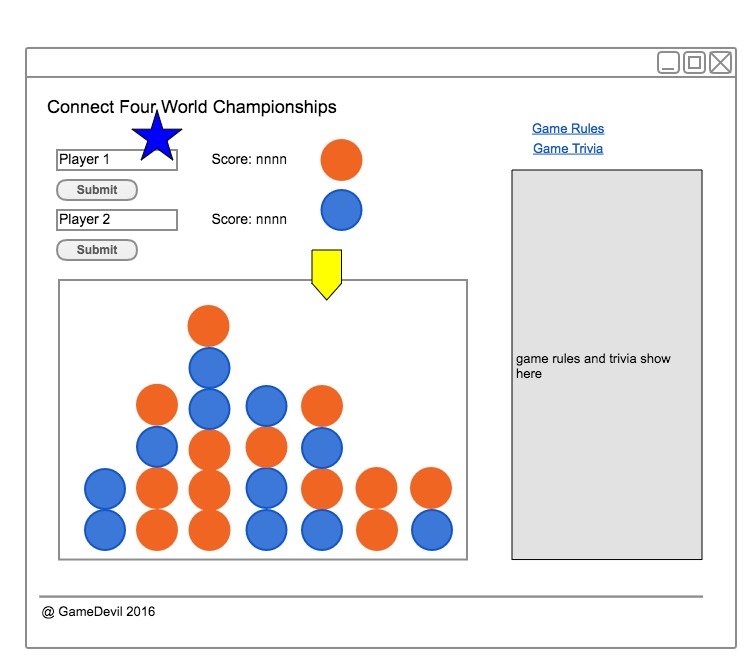 Connect Four World Championships
Game Rules
Game Trivia
Player 1
Score: nnnn
Submit
Player 2
Score: nnnn
Submit
game rules and trivia show
here
@ GameDevil 2016